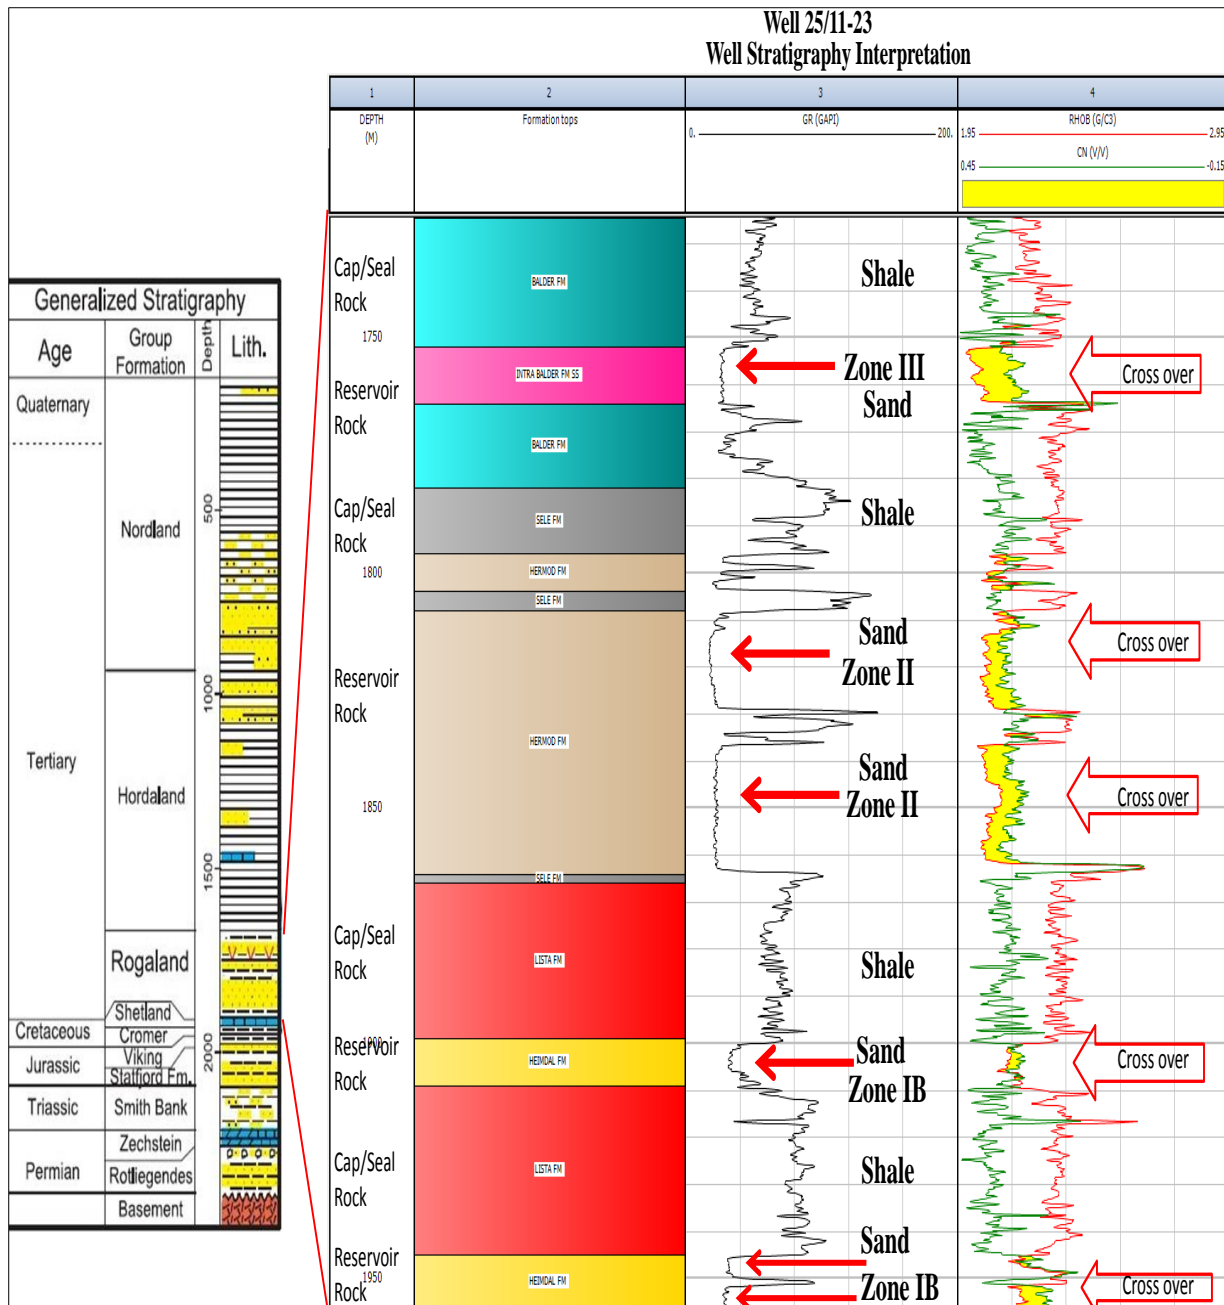 Well 25/11-23
Well Stratigraphy Interpretation
1
2
3
4
DEPTH
(M)
Formation tops
GR (GAPI)
0.
200.
RHOB (G/C3)
1.95
2.95
CN (V/V)
0.45
-0.15
Generalized Stratigraphy
Age
Group
Formation
Depth
Lith.
Quaternary
Nordland
500
1000
Tertiary
Hordaland
1500
Rogaland
Shetland
Cretaceous
Cromer
2000
Jurassic
Viking
Statfjord Fm.
Triassic
Smith Bank
Zechstein
Permian
Rotliegendes
Basement
Cap/Seal
Rock
1750
Reservoir
Rock
Cap/Seal
Rock
1800
Reservoir
Rock
1850
Cap/Seal
Rock
1900
Reservoir
Rock
Cap/Seal
Rock
Reservoir
1950
Rock
BALDER FM
INTRA BALDER FM SS
BALDER FM
SELE FM
HERMOD FM
SELE FM
HERMOD FM
SELE FM
LISTA FM
HEIMDAL FM
LISTA FM
HEIMDAL FM
Shale
Zone III
Sand
Shale
Sand
Zone II
Sand
Zone II
Shale
Sand
Zone IB
Shale
Sand
Zone IB
Cross over
Cross over
Cross over
Cross over
Cross over